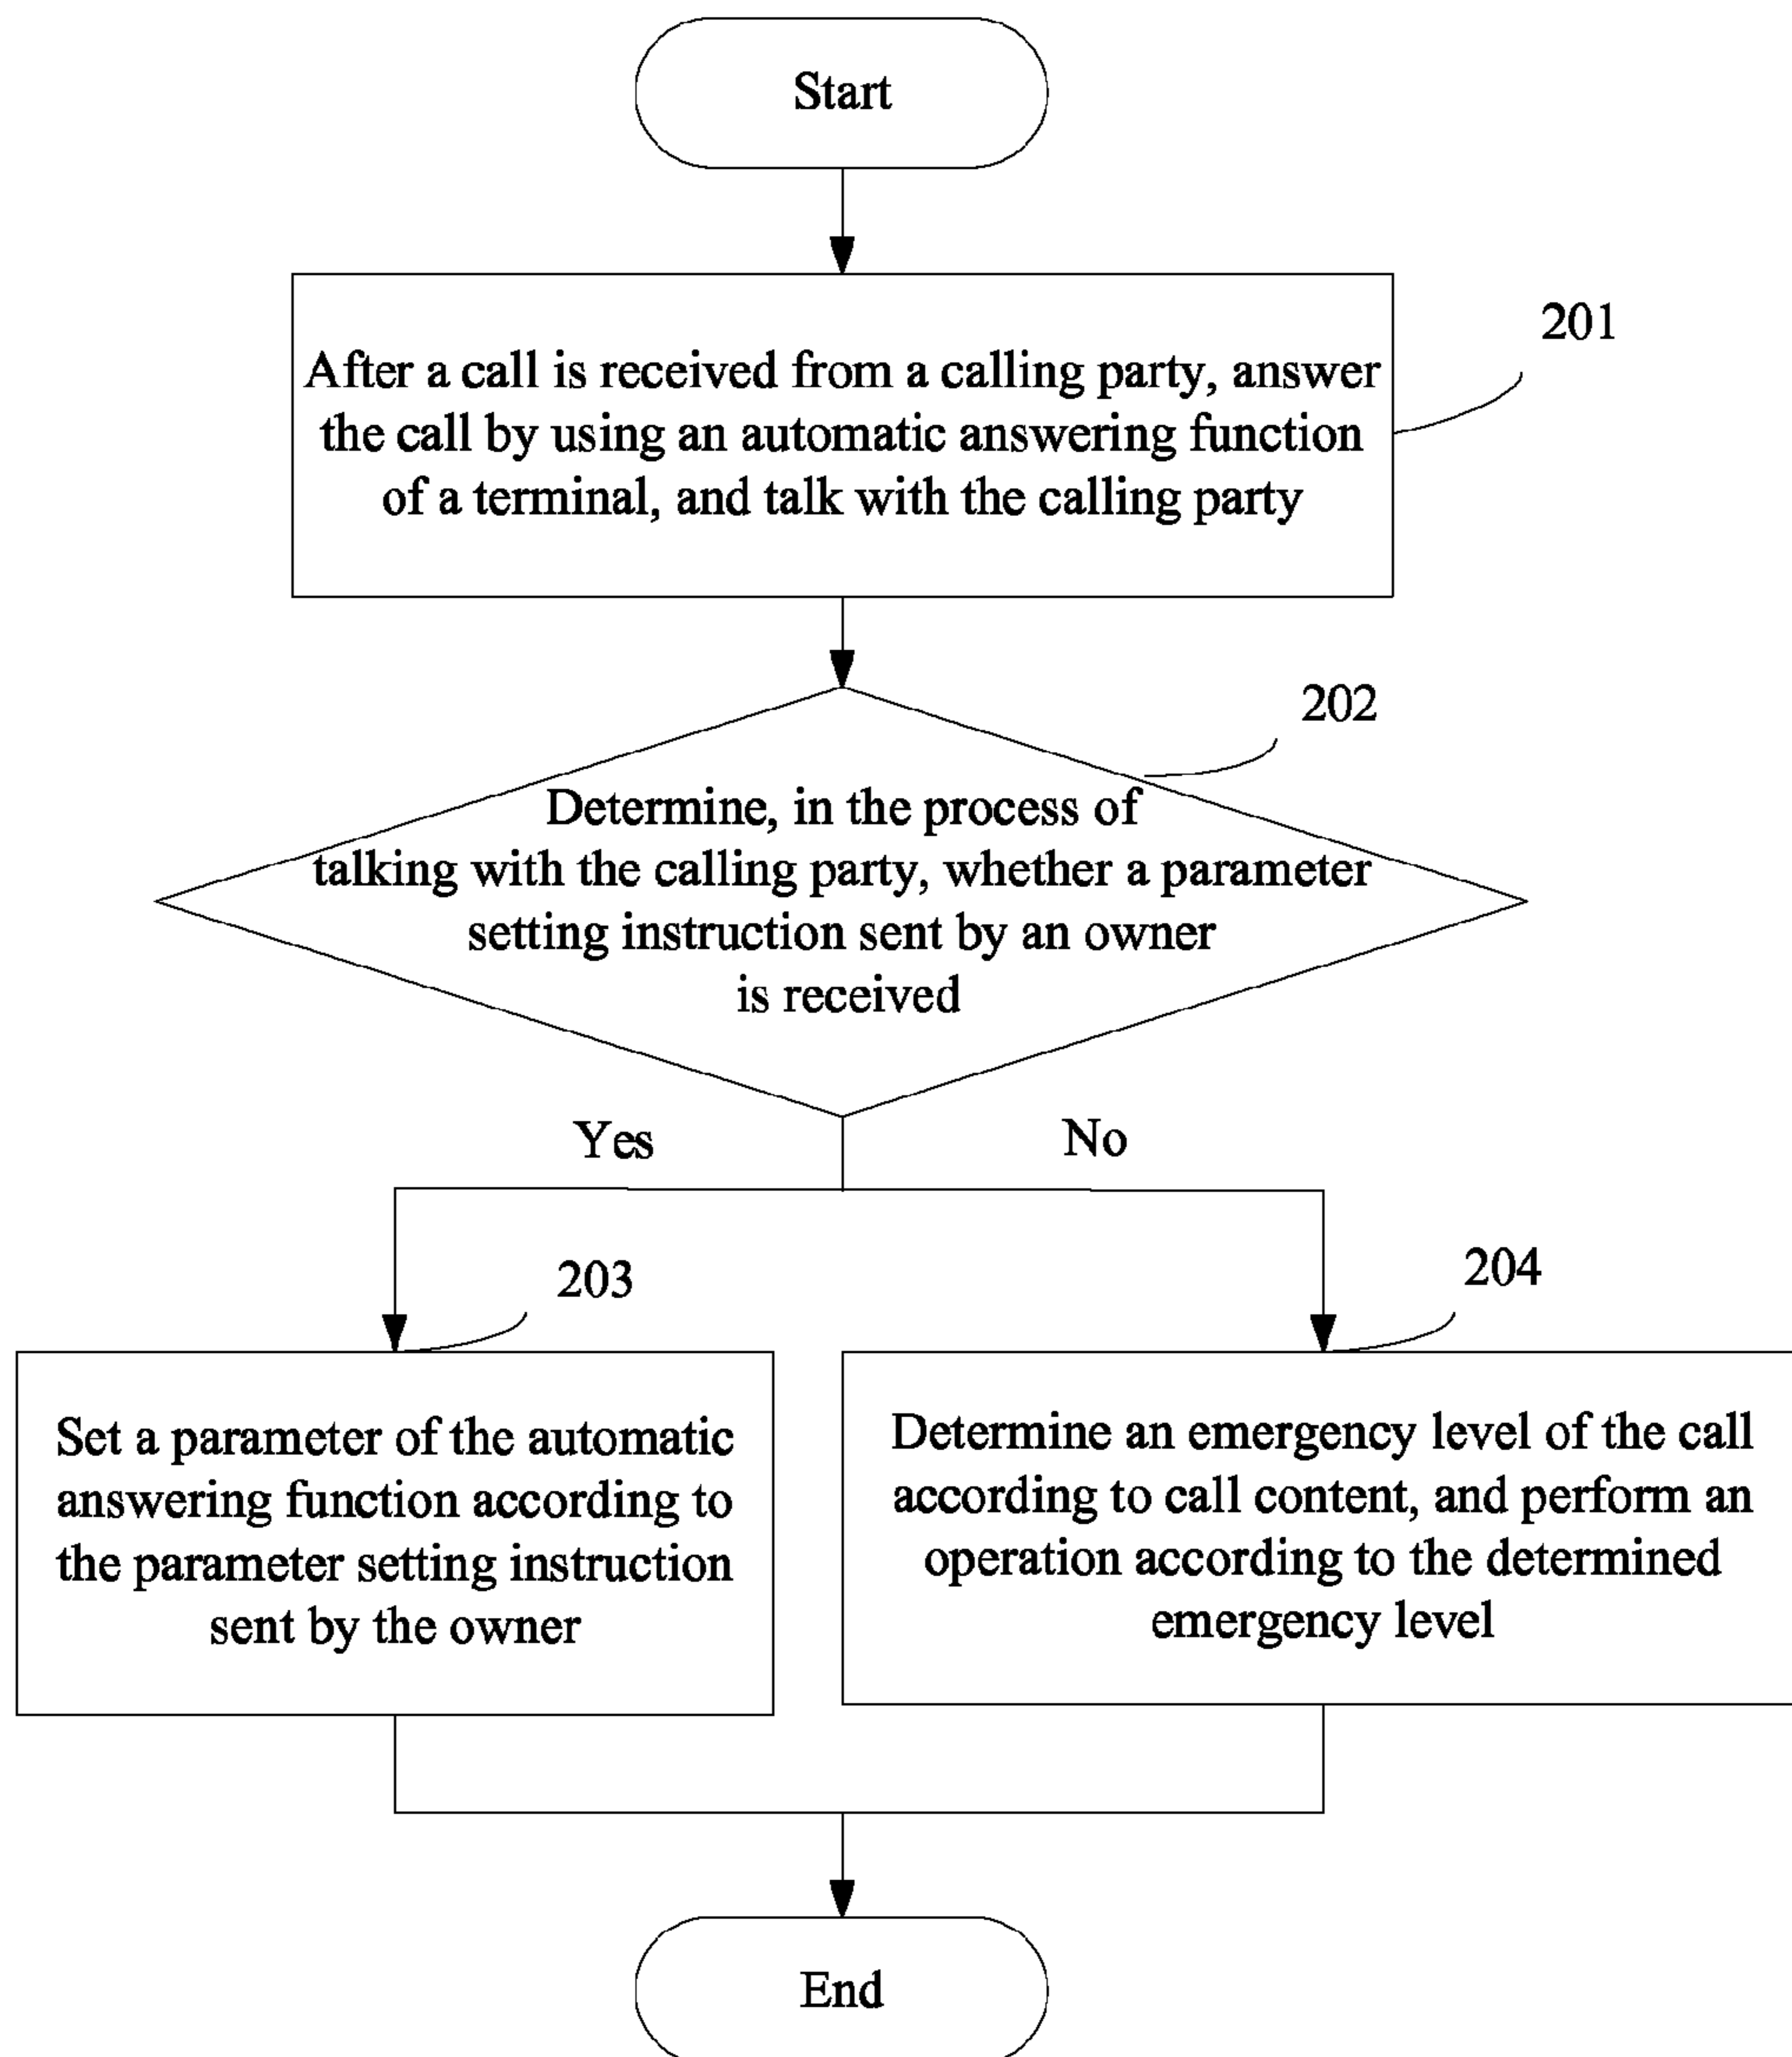 Start
201
After a call is received from a calling party, answer
the call by using an automatic answering function
of a terminal, and talk with the calling party
202
Determine, in the process of
talking with the calling party, whether a parameter
setting instruction sent by an owner
is received
Yes
No
203
204
Set a parameter of the automatic
answering function according to
the parameter setting instruction
sent by the owner
Determine an emergency level of the call
according to call content, and perform an
operation according to the determined
emergency level
End